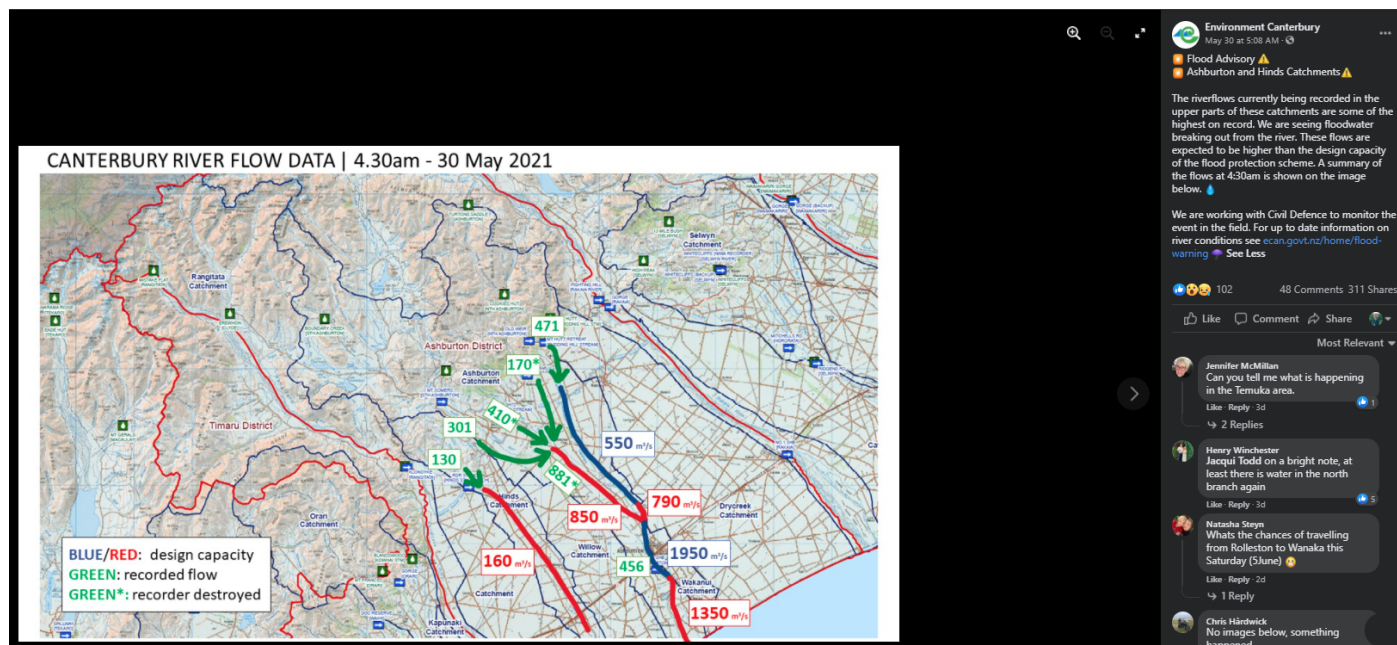 CANTERBURY RIVER FLOW DATA | 4.30am - 30 May 2021
Rangitata
Catchment
Selwyn
Catchment
471
Ashburton District
170*
Ashburton
Catchment
410*
301
Timaru District
130
550 m³/s
881*
Hinds
Catchment
790 m³/s
850 m³/s
Drycreek
Catchment
Oran
Catchment
160 m³/s
Willow
Catchment
1950 m³/s
456
Wakanui
Catchment
Catchment
1350 m³/s
Kapunaki
Catchment
BLUE/RED: design capacity
GREEN: recorded flow
GREEN*: recorder destroyed
Environment Canterbury
May 30 at 5:08 AM ·
Flood Advisory
Ashburton and Hinds Catchments
The riverflows currently being recorded in the
upper parts of these catchments are some of the
highest on record. We are seeing floodwater
breaking out from the river. These flows are
expected to be higher than the design capacity
of the flood protection scheme. A summary of
the flows at 4:30am is shown on the image
below.
We are working with Civil Defence to monitor the
event in the field. For up to date information on
river conditions see ecan.govt.nz/home/flood-
warning See Less
102 48 Comments 311 Shares
Like Comment Share
Most Relevant
Jennifer McMillan
Can you tell me what is happening
in the Temuka area.
1
Like · Reply · 3d
2 Replies
Henry Winchester
Jacqui Todd on a bright note, at
least there is water in the north
branch again
5
Like · Reply · 3d
Natasha Steyn
Whats the chances of travelling
from Rolleston to Wanaka this
Saturday (5June)
Like · Reply · 2d
1 Reply
Chris Hårdwick
No images below, something
happened